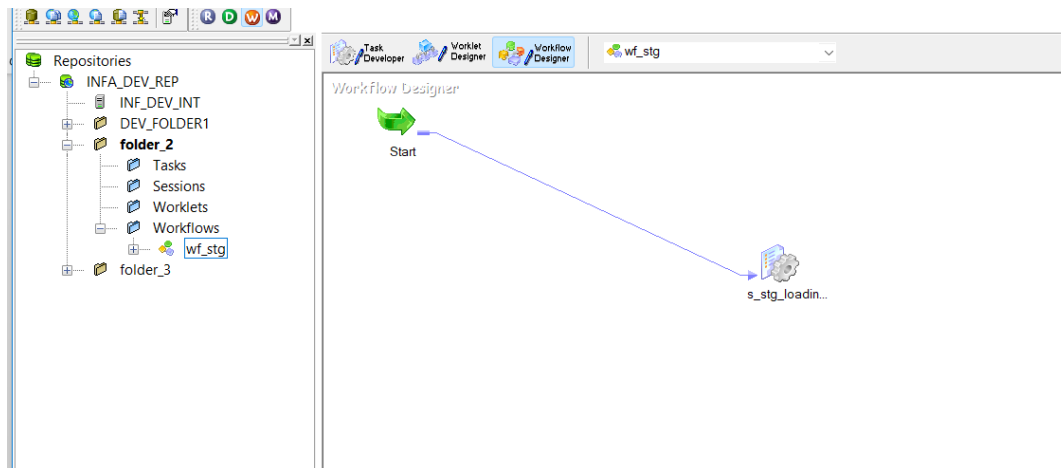 R D W M
Repositories
INFA_DEV_REP
INF_DEV_INT
DEV_FOLDER1
folder_2
Tasks
Sessions
Worklets
Workflows
wf_stg
folder_3
Task
Developer
Worklet
Designer
Workflow
Designer
wf_stg
Workflow Designer
Start
s_stg_loadin...